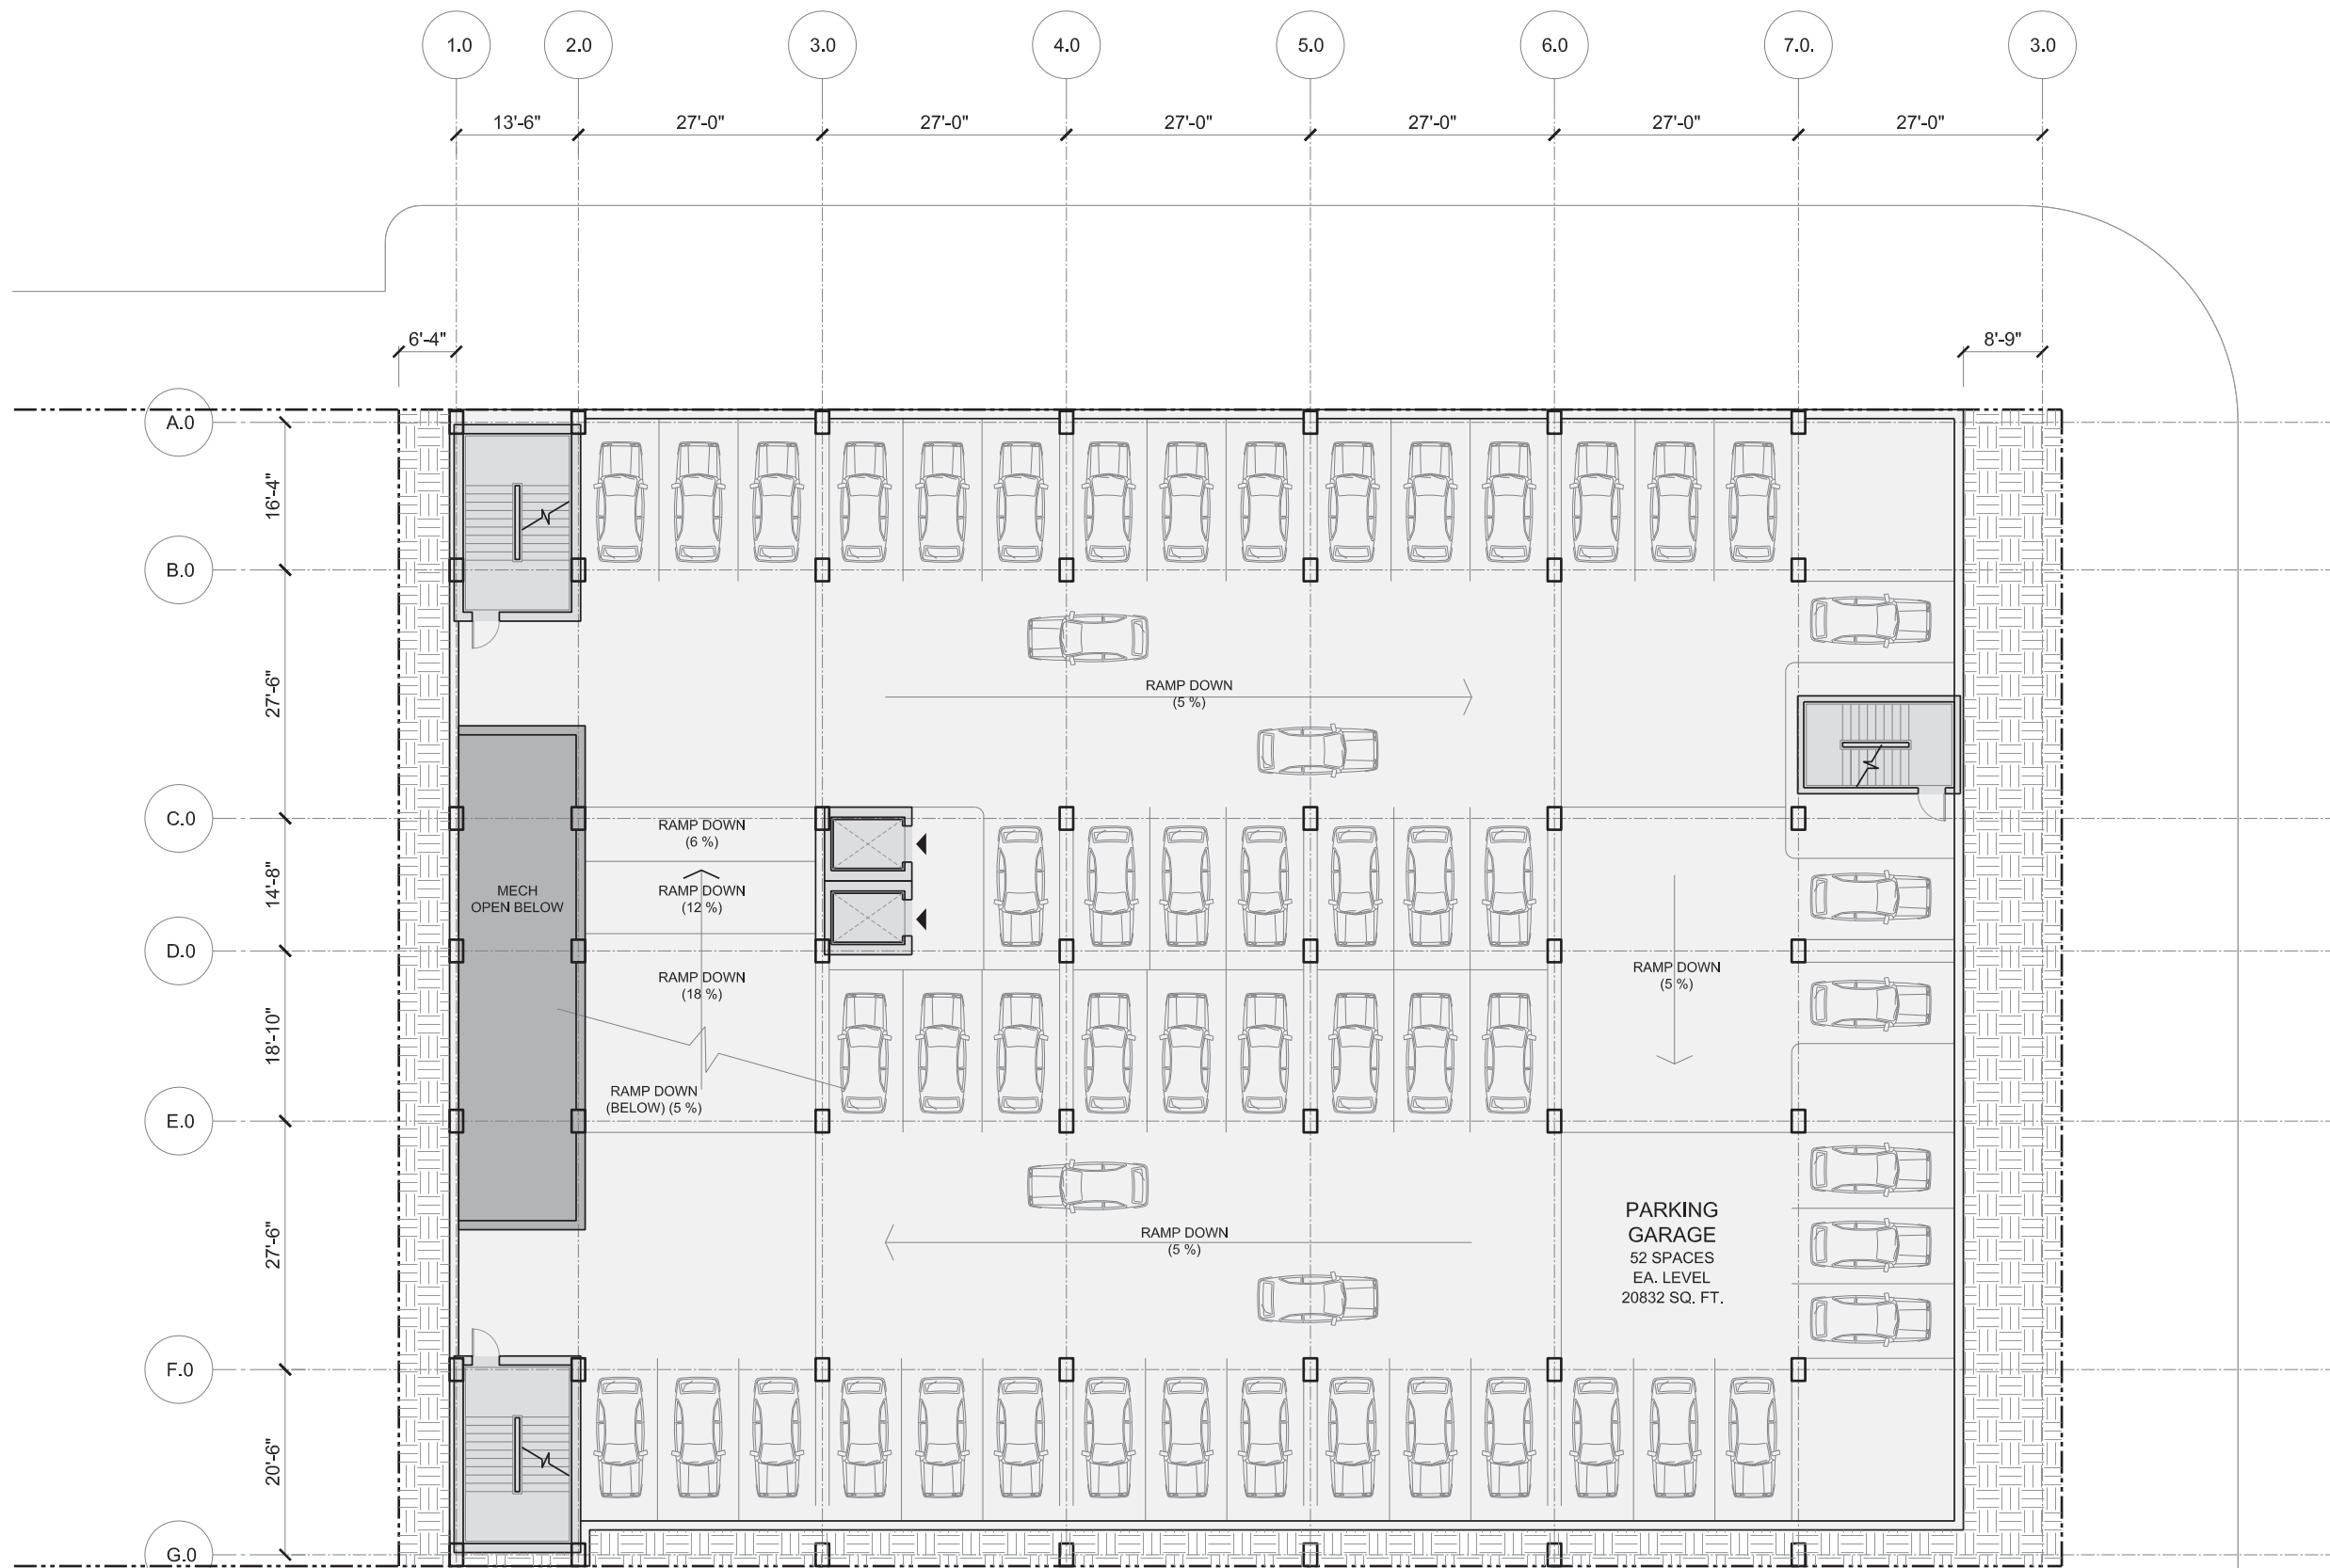 1.0
2.0
3.0
4.0
5.0
6.0
7.0.
3.0
13'-6"
27'-0"
27'-0"
27'-0"
27'-0"
27'-0"
27'-0"
6'-4"
8'-9"
A.0
16'-4"
B.0
27'-6"
RAMP DOWN
(5 %)
C.0
RAMP DOWN
(6 %)
14'-8"
MECH
OPEN BELOW
RAMP DOWN
(12 %)
D.0
RAMP DOWN
(18 %)
RAMP DOWN
(5 %)
18'-10"
RAMP DOWN
(BELOW) (5 %)
E.0
27'-6"
RAMP DOWN
(5 %)
PARKING
GARAGE
52 SPACES
EA. LEVEL
20832 SQ. FT.
F.0
20'-6"
G.0